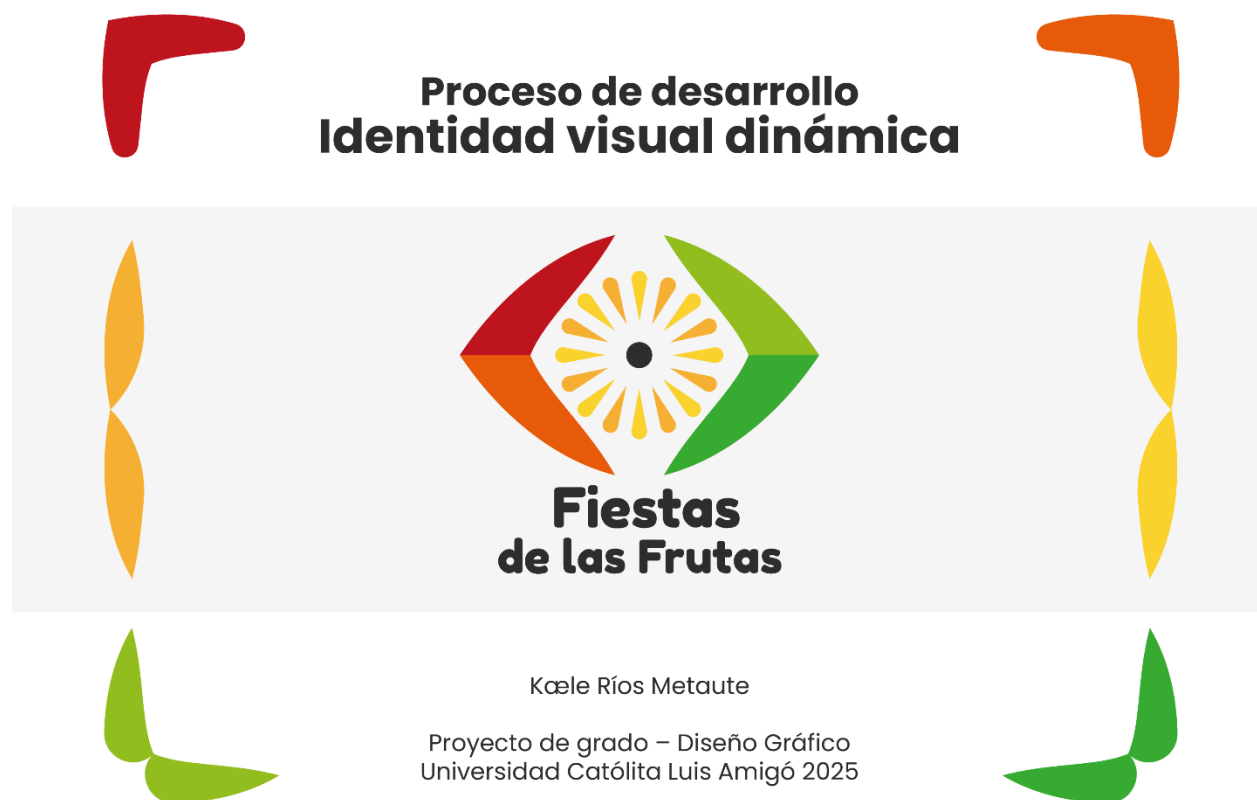 Proceso de desarrollo
Identidad visual dinámica
Fiestas
de las Frutas
Kæle Ríos Metaute
Proyecto de grado – Diseño Gráfico
Universidad Católita Luis Amigó 2025